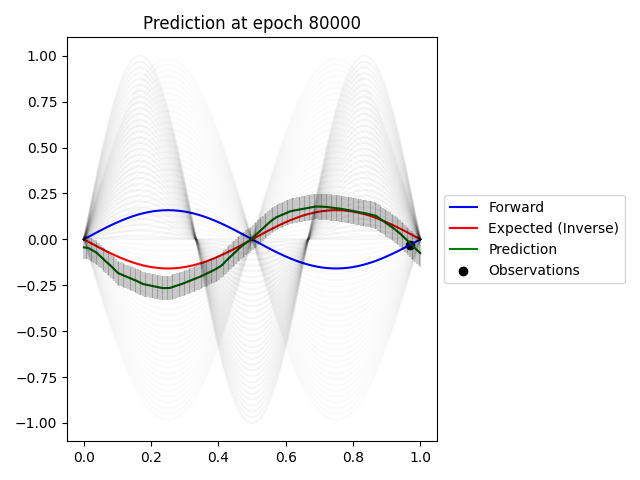 Prediction at epoch 80000
1.00
0.75
0.50
0.25
0.00
−0.25
−0.50
−0.75
−1.00
0.0 0.2 0.4 0.6 0.8 1.0
Forward
Expected (Inverse)
Prediction
Observations